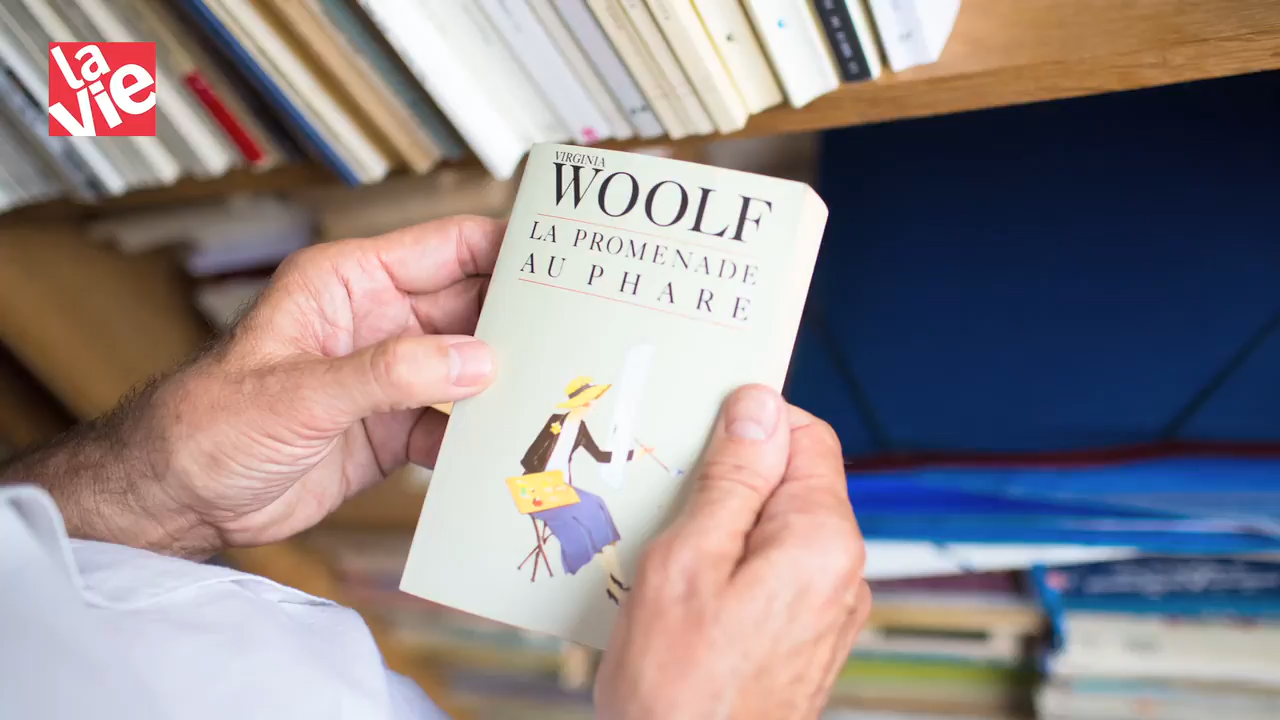 la
vie
VIRGINIA
WOOLF
LA PROMENADE
AU PHARE